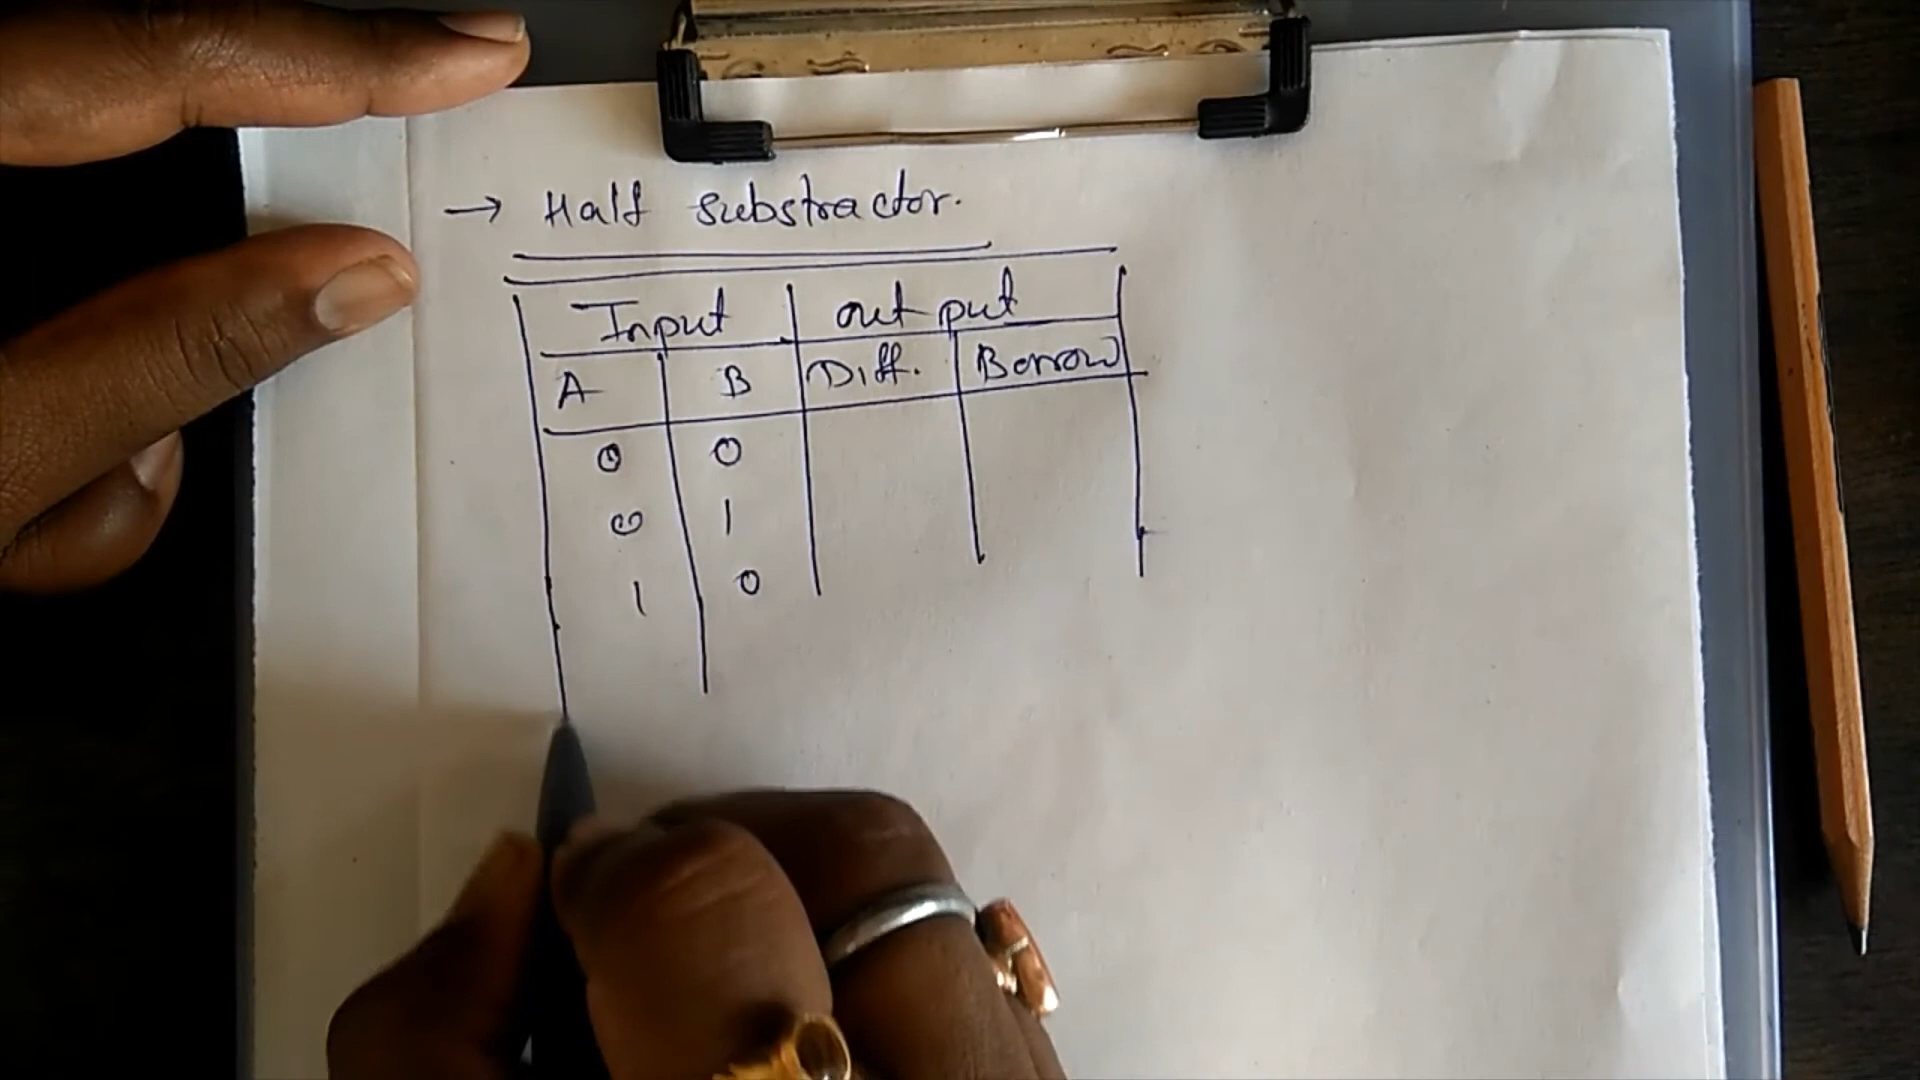 → Half substractor.
Input output
A B Diff. Borrow
0 0
0 1
1 0